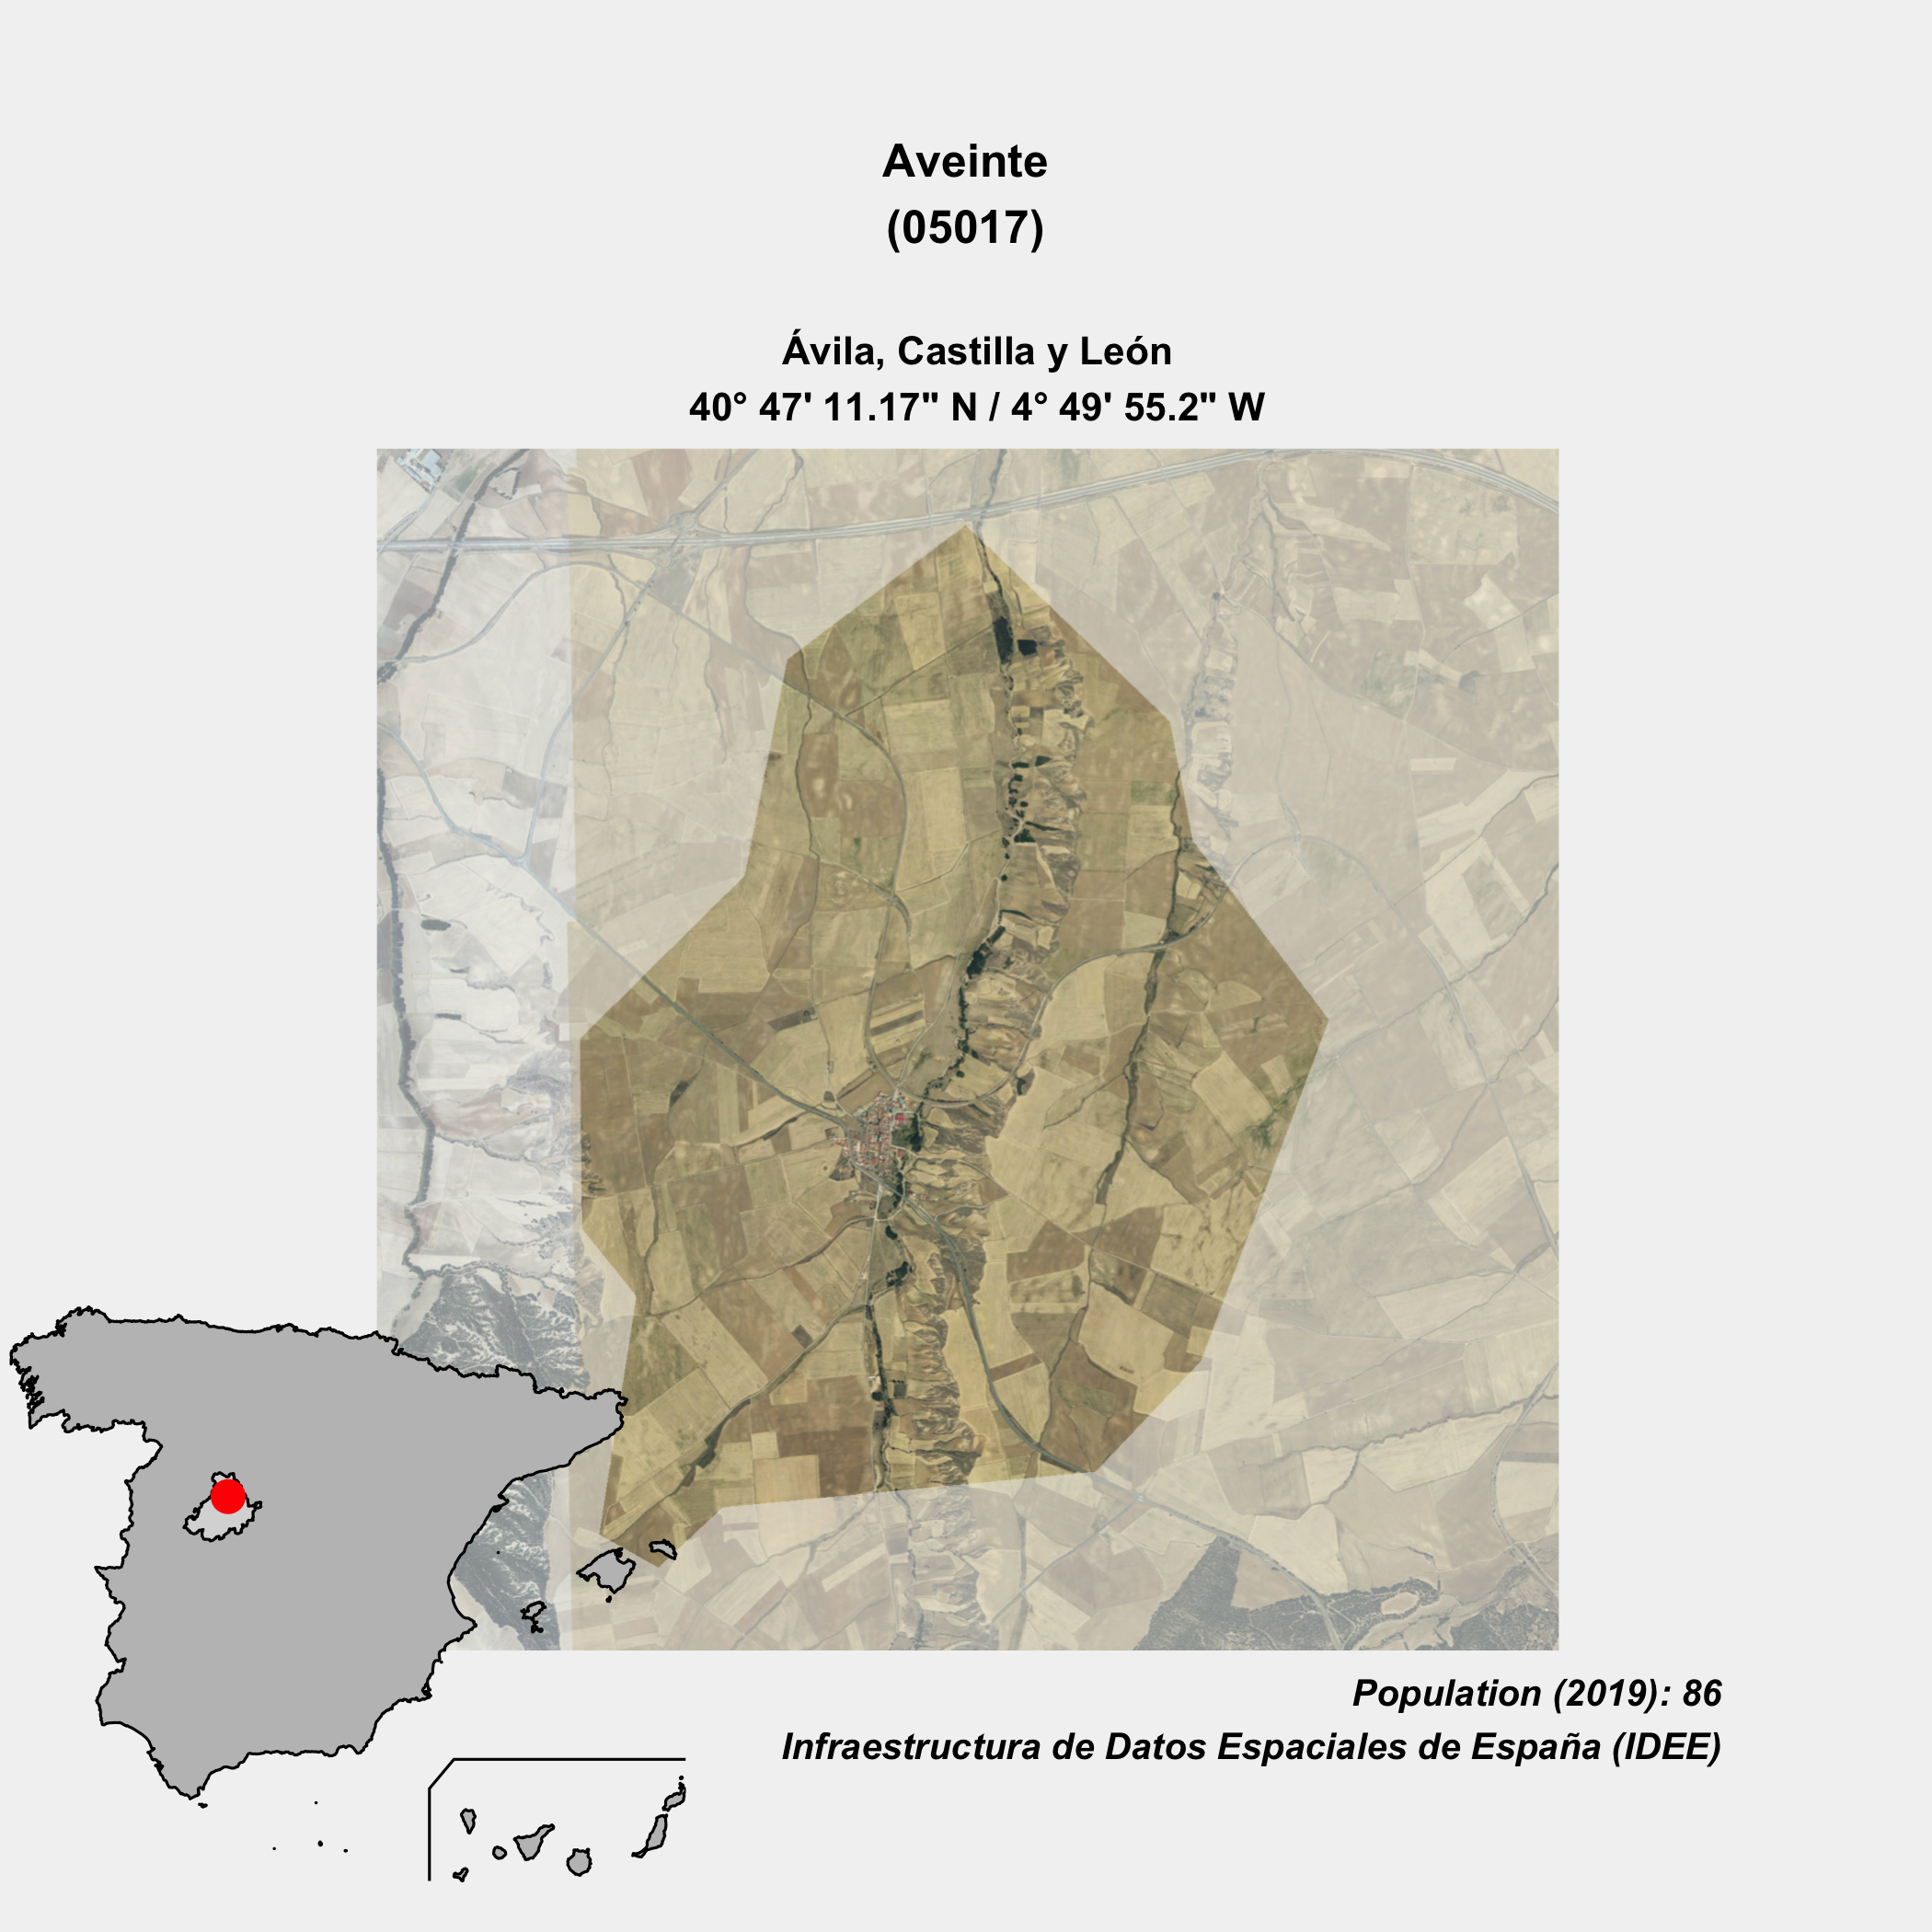 Aveinte
(05017)
Ávila, Castilla y León
40° 47' 11.17" N / 4° 49' 55.2" W
Population (2019): 86
Infraestructura de Datos Espaciales de España (IDEE)